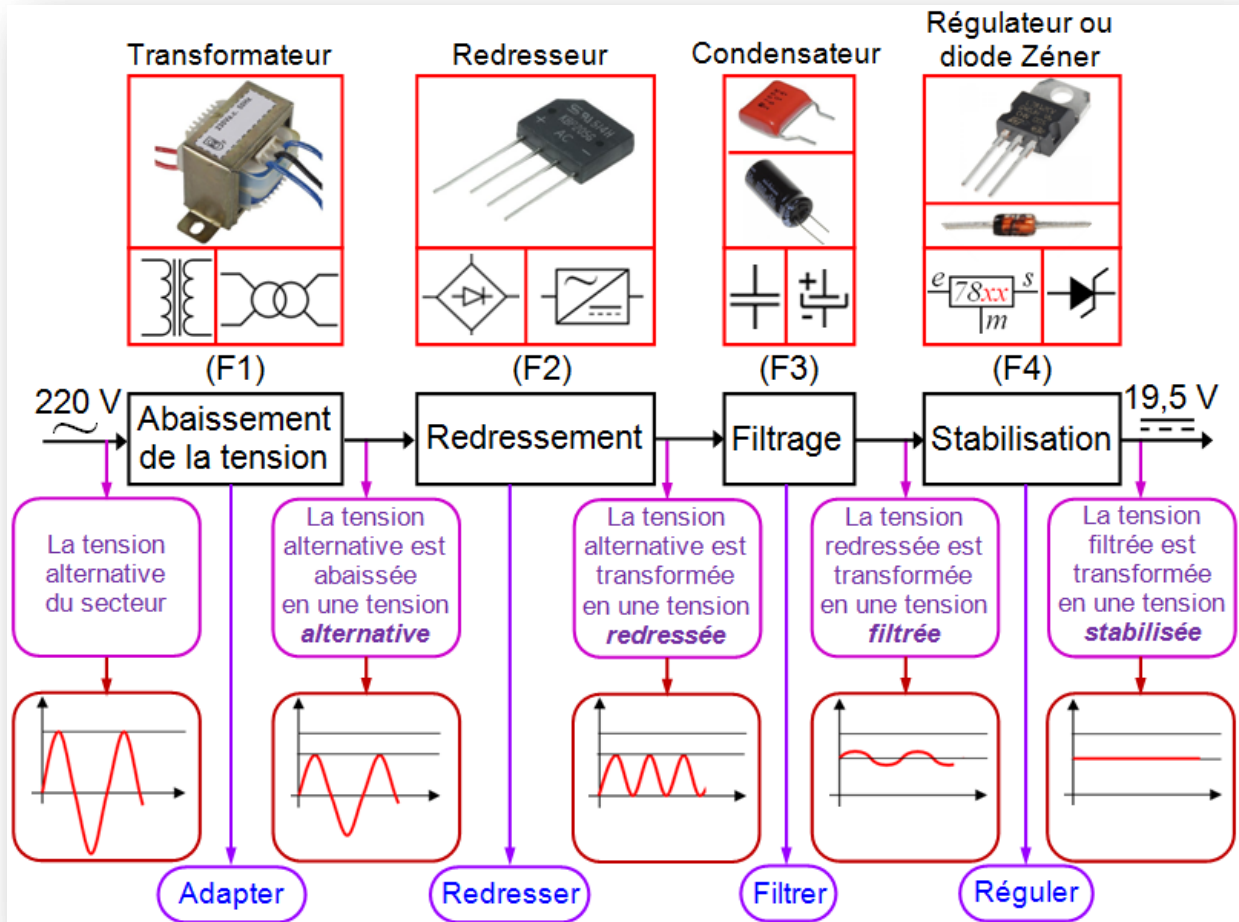 Transformateur
Redresseur
Condensateur
Régulateur ou
diode Zéner
AC
+
-
e 78xx s
m
(F1)
(F2)
(F3)
(F4)
220 V
Abaissement
de la tension
Redressement
Filtrage
Stabilisation
19,5 V
La tension
alternative
du secteur
La tension
alternative est
abaissée
en une tension
alternative
La tension
alternative est
transformée
en une tension
redressée
La tension
redressée est
transformée
en une tension
filtrée
La tension
filtrée est
transformée
en une tension
stabilisée
Adapter
Redresser
Filtrer
Réguler